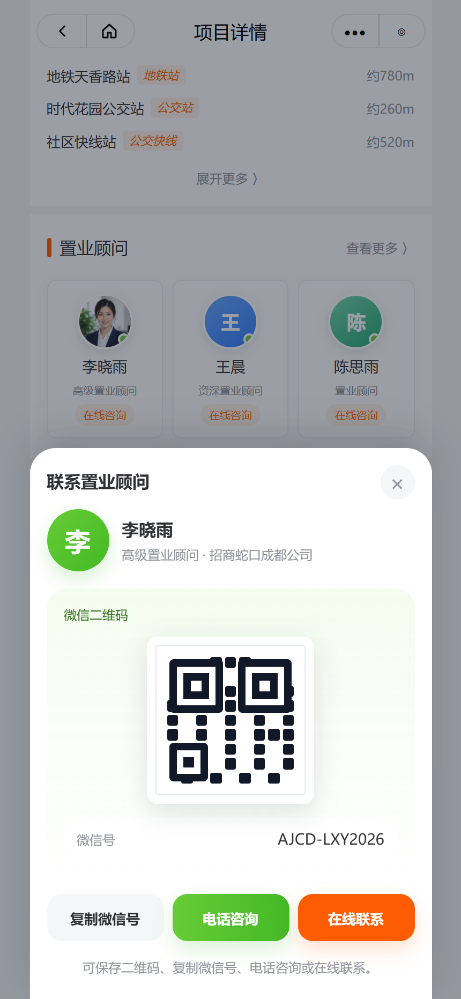 项目详情
地铁天香路站 地铁站 约780m
时代花园公交站 公交站 约260m
社区快线站 公交快线 约520m
展开更多 〉
置业顾问 查看更多 〉
王 陈
李晓雨 王晨 陈思雨
高级置业顾问 资深置业顾问 置业顾问
在线咨询 在线咨询 在线咨询
联系置业顾问
李 李晓雨
高级置业顾问 · 招商蛇口成都公司
微信二维码
微信号 AJCD-LXY2026
复制微信号 电话咨询 在线联系
可保存二维码、复制微信号、电话咨询或在线联系。